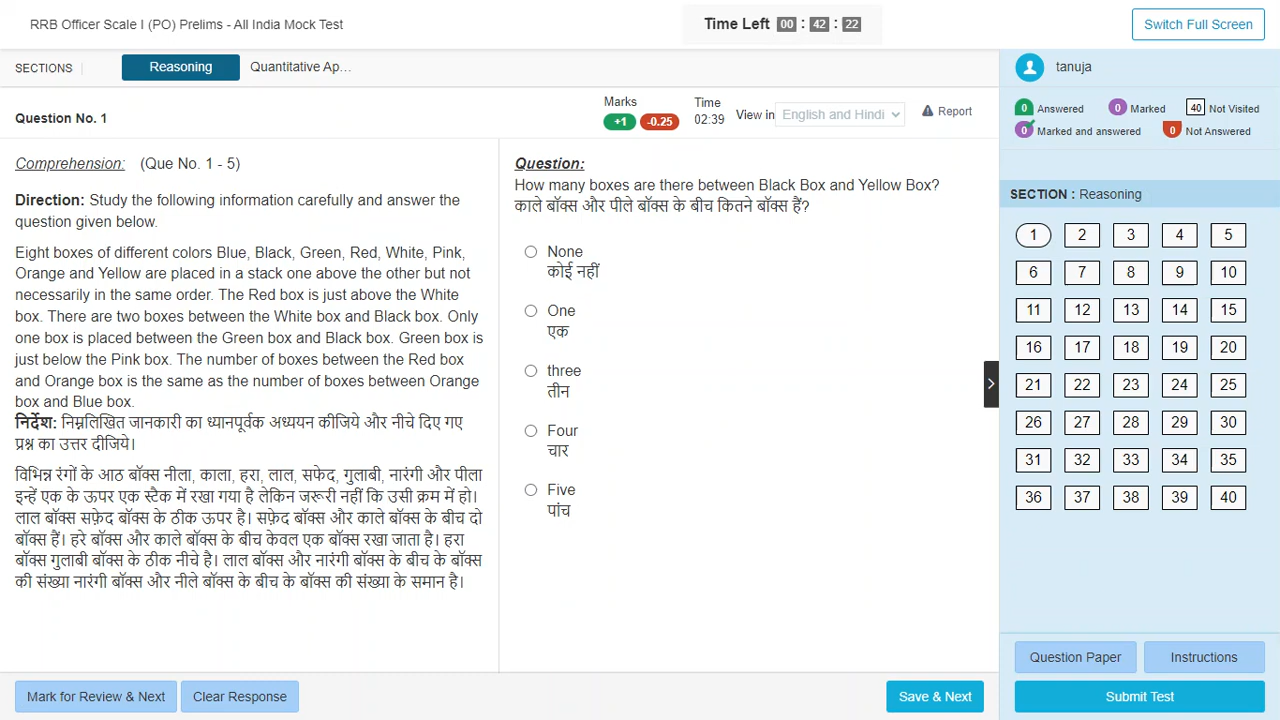 RRB Officer Scale I (PO) Prelims - All India Mock Test
Time Left 00 : 42 : 22
Switch Full Screen
SECTIONS
Reasoning
Quantitative Ap...
tanuja
Question No. 1
Marks
+1 -0.25
Time
02:39
View in English and Hindi
Report
0 Answered
0 Marked
40 Not Visited
0 Marked and answered
0 Not Answered
Comprehension: (Que No. 1 - 5)
Direction: Study the following information carefully and answer the
question given below.
Eight boxes of different colors Blue, Black, Green, Red, White, Pink,
Orange and Yellow are placed in a stack one above the other but not
necessarily in the same order. The Red box is just above the White
box. There are two boxes between the White box and Black box. Only
one box is placed between the Green box and Black box. Green box is
just below the Pink box. The number of boxes between the Red box
and Orange box is the same as the number of boxes between Orange
box and Blue box.
निर्देश: निम्नलिखित जानकारी का ध्यानपूर्वक अध्ययन कीजिये और नीचे दिए गए
प्रश्न का उत्तर दीजिये।
विभिन्न रंगों के आठ बॉक्स नीला, काला, हरा, लाल, सफेद, गुलाबी, नारंगी और पीला
इन्हें एक के ऊपर एक स्टैक में रखा गया है लेकिन जरूरी नहीं कि उसी क्रम में हो।
लाल बॉक्स सफ़ेद बॉक्स के ठीक ऊपर है। सफ़ेद बॉक्स और काले बॉक्स के बीच दो
बॉक्स हैं। हरे बॉक्स और काले बॉक्स के बीच केवल एक बॉक्स रखा जाता है। हरा
बॉक्स गुलाबी बॉक्स के ठीक नीचे है। लाल बॉक्स और नारंगी बॉक्स के बीच के बॉक्स
की संख्या नारंगी बॉक्स और नीले बॉक्स के बीच के बॉक्स की संख्या के समान है।
Question:
How many boxes are there between Black Box and Yellow Box?
काले बॉक्स और पीले बॉक्स के बीच कितने बॉक्स हैं?
None
कोई नहीं
One
एक
three
तीन
Four
चार
Five
पांच
SECTION : Reasoning
1 2 3 4 5
6 7 8 9 10
11 12 13 14 15
16 17 18 19 20
21 22 23 24 25
26 27 28 29 30
31 32 33 34 35
36 37 38 39 40
Question Paper
Instructions
Mark for Review & Next
Clear Response
Save & Next
Submit Test